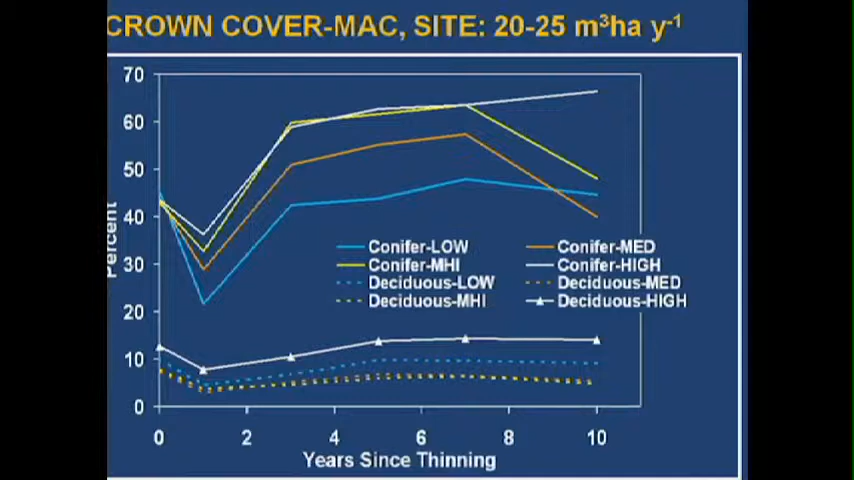 CROWN COVER-MAC, SITE: 20-25 m³ha y⁻¹
70
60
50
40
30
20
10
0
Percent
Conifer-LOW
Conifer-MED
Conifer-MHI
Conifer-HIGH
Deciduous-LOW
Deciduous-MED
Deciduous-MHI
Deciduous-HIGH
0 2 4 6 8 10
Years Since Thinning